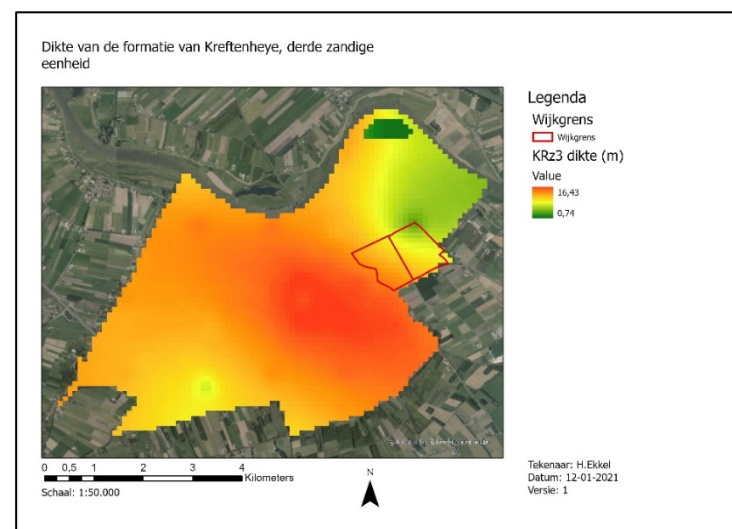 Dikte van de formatie van Kreftenheye, derde zandige
eenheid
Legenda
Wijkgrens
Wijkgrens
KRz3 dikte (m)
Value
16,43
0,74
0 0,5 1 2 3 4
Kilometers
Schaal: 1:50.000
N
Tekenaar: H.Ekkel
Datum: 12-01-2021
Versie: 1